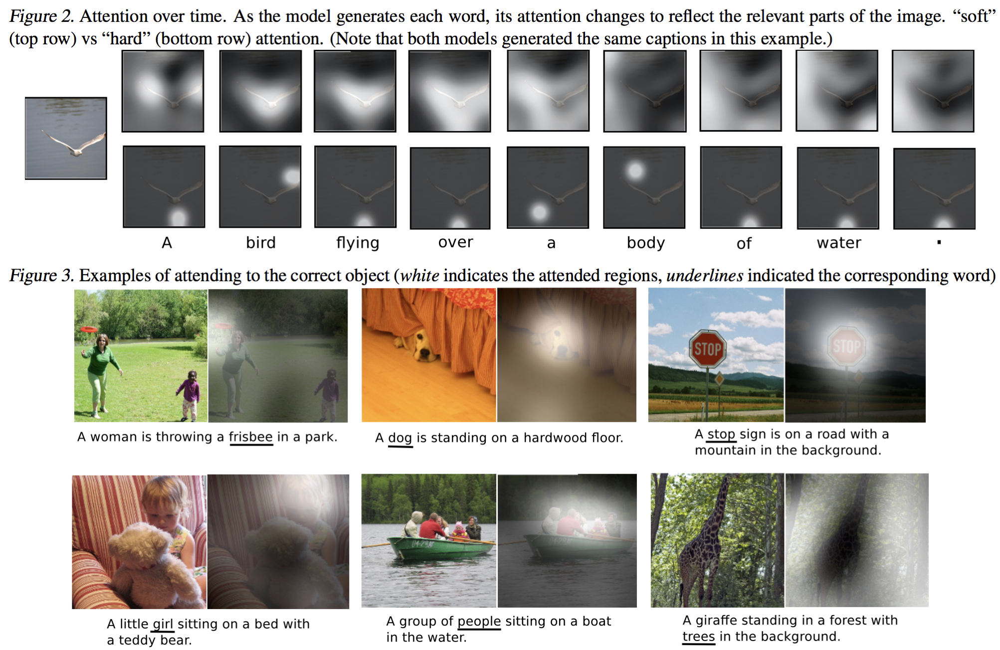 Figure 2. Attention over time. As the model generates each word, its attention changes to reflect the relevant parts of the image. “soft”
(top row) vs “hard” (bottom row) attention. (Note that both models generated the same captions in this example.)
A bird flying over a body of water .
Figure 3. Examples of attending to the correct object (white indicates the attended regions, underlines indicated the corresponding word)
STOP
STOP
A woman is throwing a frisbee in a park.
A dog is standing on a hardwood floor.
A stop sign is on a road with a
mountain in the background.
A little girl sitting on a bed with
a teddy bear.
A group of people sitting on a boat
in the water.
A giraffe standing in a forest with
trees in the background.